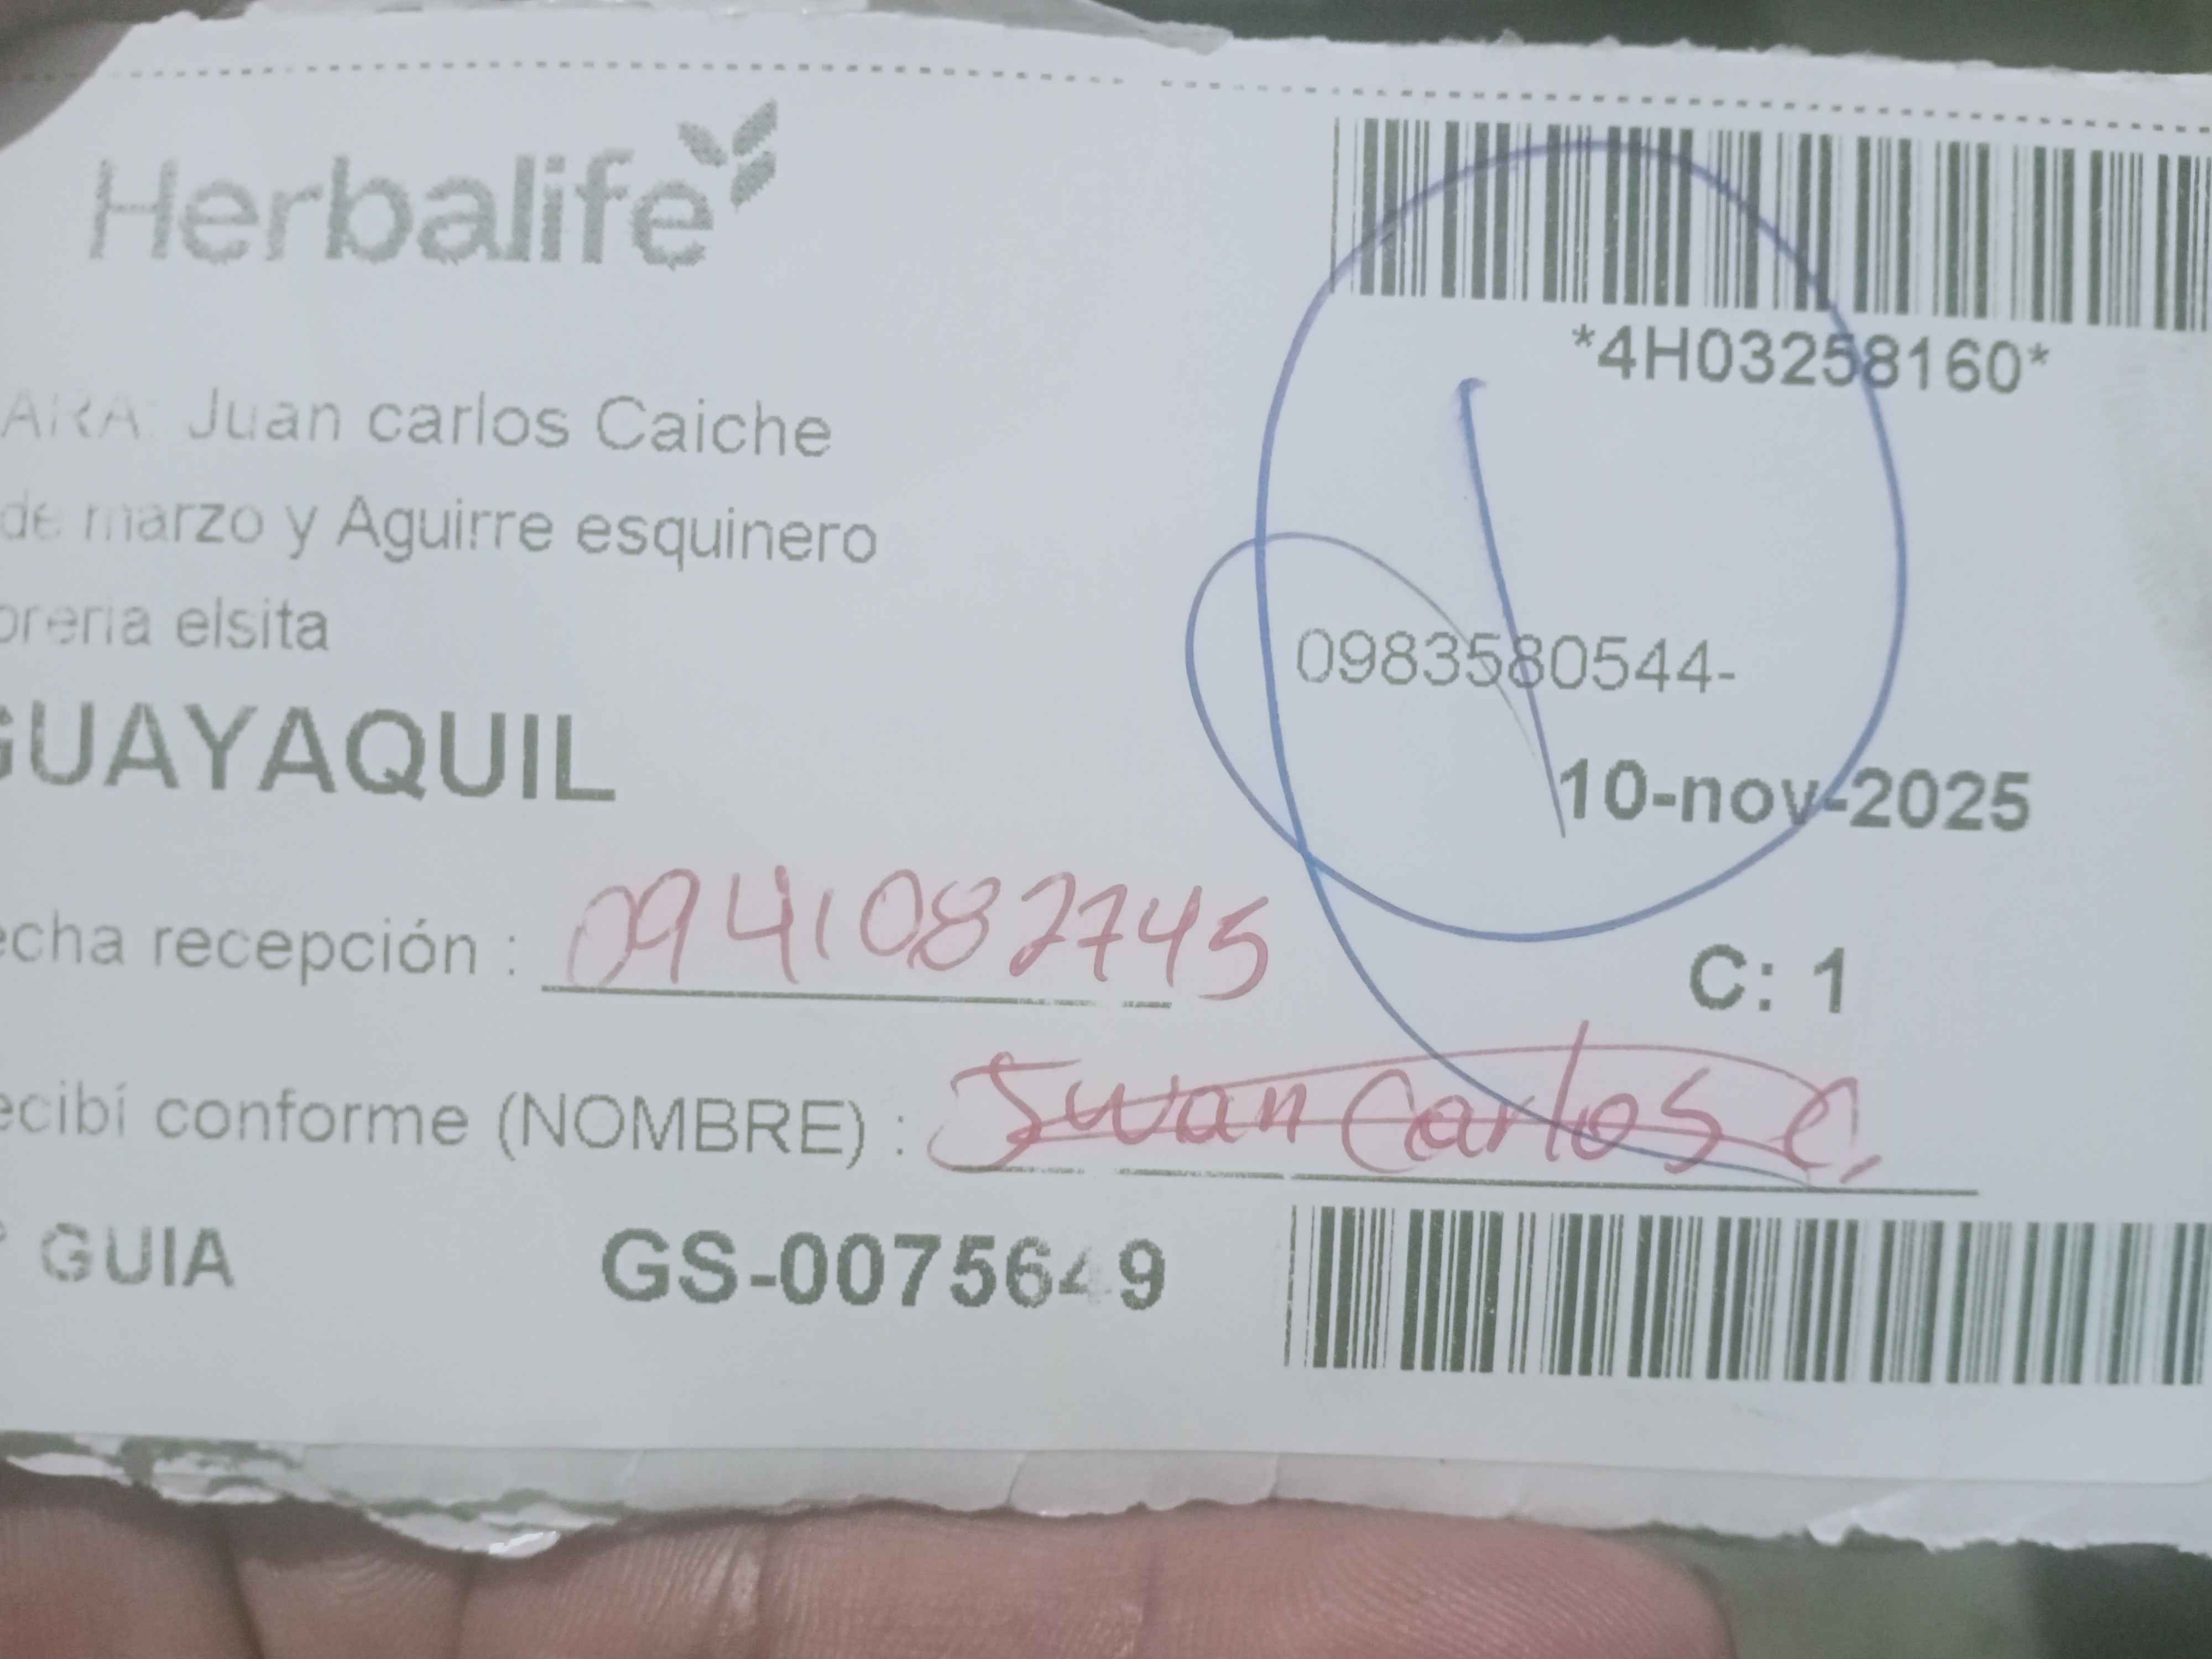 Herbalife
*4H03258160*
ARA: Juan carlos Caiche
de marzo y Aguirre esquinero
elsita
0983580544-
GUAYAQUIL
10-nov-2025
echa recepción : 0941082745
C: 1
ecibí conforme (NOMBRE) : Juan Carlos C.
GUIA GS-0075649